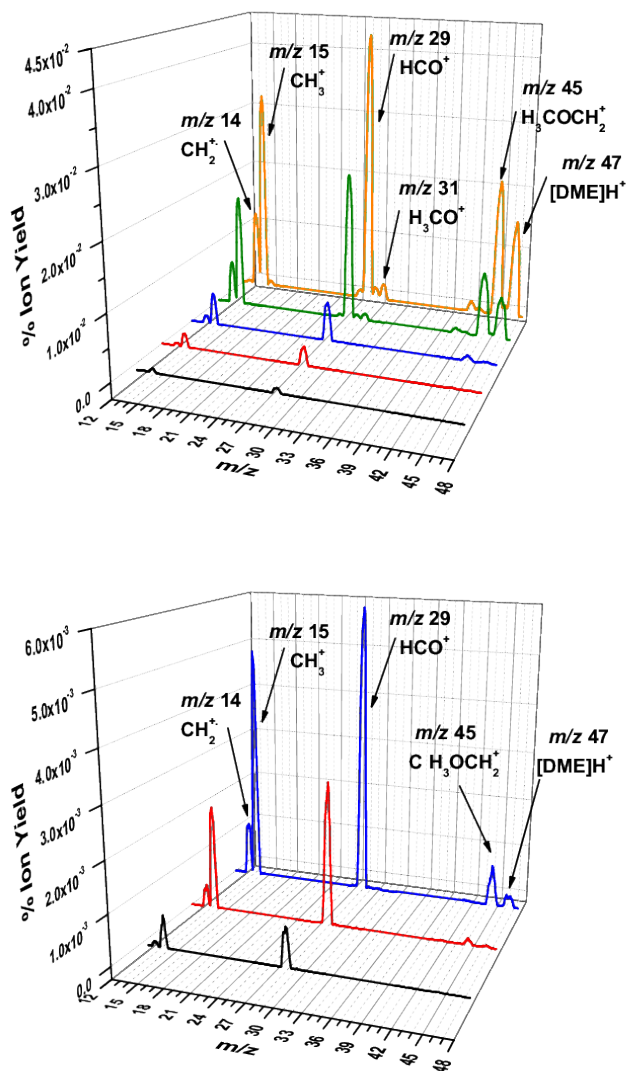 4.5x10⁻²
4.0x10⁻²
3.0x10⁻²
2.0x10⁻²
1.0x10⁻²
0.0
% Ion Yield
m/z 14
CH₂⁺·
m/z 15
CH₃⁺
m/z 29
HCO⁺
m/z 31
H₃CO⁺
m/z 45
H₃COCH₂⁺
m/z 47
[DME]H⁺
12 15 18 21 24 27 30 33 36 39 42 45 48
m/z
6.0x10⁻³
5.0x10⁻³
4.0x10⁻³
3.0x10⁻³
2.0x10⁻³
1.0x10⁻³
0.0
% Ion Yield
m/z 14
CH₂⁺·
m/z 15
CH₃⁺
m/z 29
HCO⁺
m/z 45
C H₃OCH₂⁺
m/z 47
[DME]H⁺
12 15 18 21 24 27 30 33 36 39 42 45 48
m/z